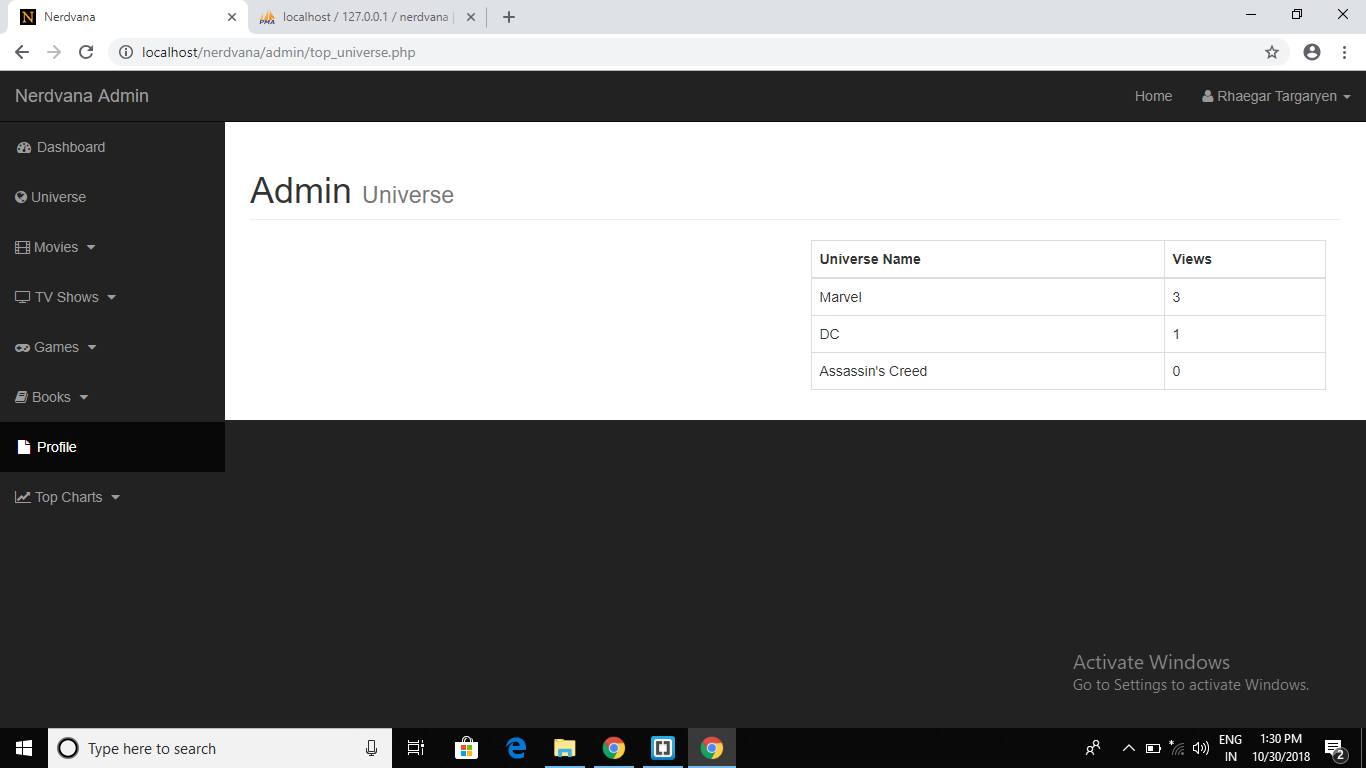 Nerdvana
localhost / 127.0.0.1 / nerdvana |
localhost/nerdvana/admin/top_universe.php
Nerdvana Admin
Home
Rhaegar Targaryen
Dashboard
Universe
Movies
TV Shows
Games
Books
Profile
Top Charts
Admin Universe
Universe Name Views
Marvel 3
DC 1
Assassin's Creed 0
Activate Windows
Go to Settings to activate Windows.
Type here to search
ENG
IN
1:30 PM
10/30/2018
2